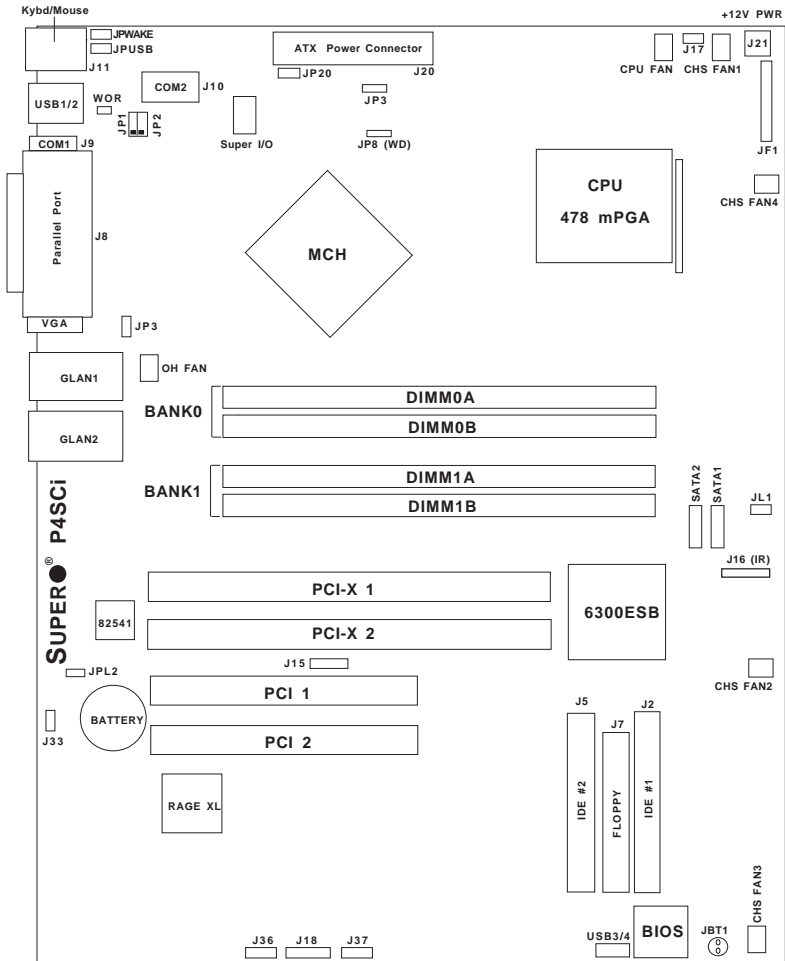 Kybd/Mouse
+12V PWR
JPWAKE
JPUSB
J11
ATX Power Connector
J20
JP20
J17
J21
CPU FAN
CHS FAN1
USB1/2
WOR
COM2
J10
JP1
JP2
Super I/O
JP3
JP8 (WD)
JF1
COM1
J9
CPU
478 mPGA
CHS FAN4
Parallel Port
J8
MCH
VGA
JP3
GLAN1
OH FAN
GLAN2
BANK0
DIMM0A
DIMM0B
BANK1
DIMM1A
DIMM1B
SATA2
SATA1
JL1
J16 (IR)
SUPER® P4SCi
PCI-X 1
6300ESB
82541
PCI-X 2
J15
JPL2
CHS FAN2
PCI 1
BATTERY
J33
PCI 2
J5
J7
J2
IDE #2
FLOPPY
IDE #1
RAGE XL
CHS FAN3
BIOS
JBT1
USB3/4
J36
J18
J37